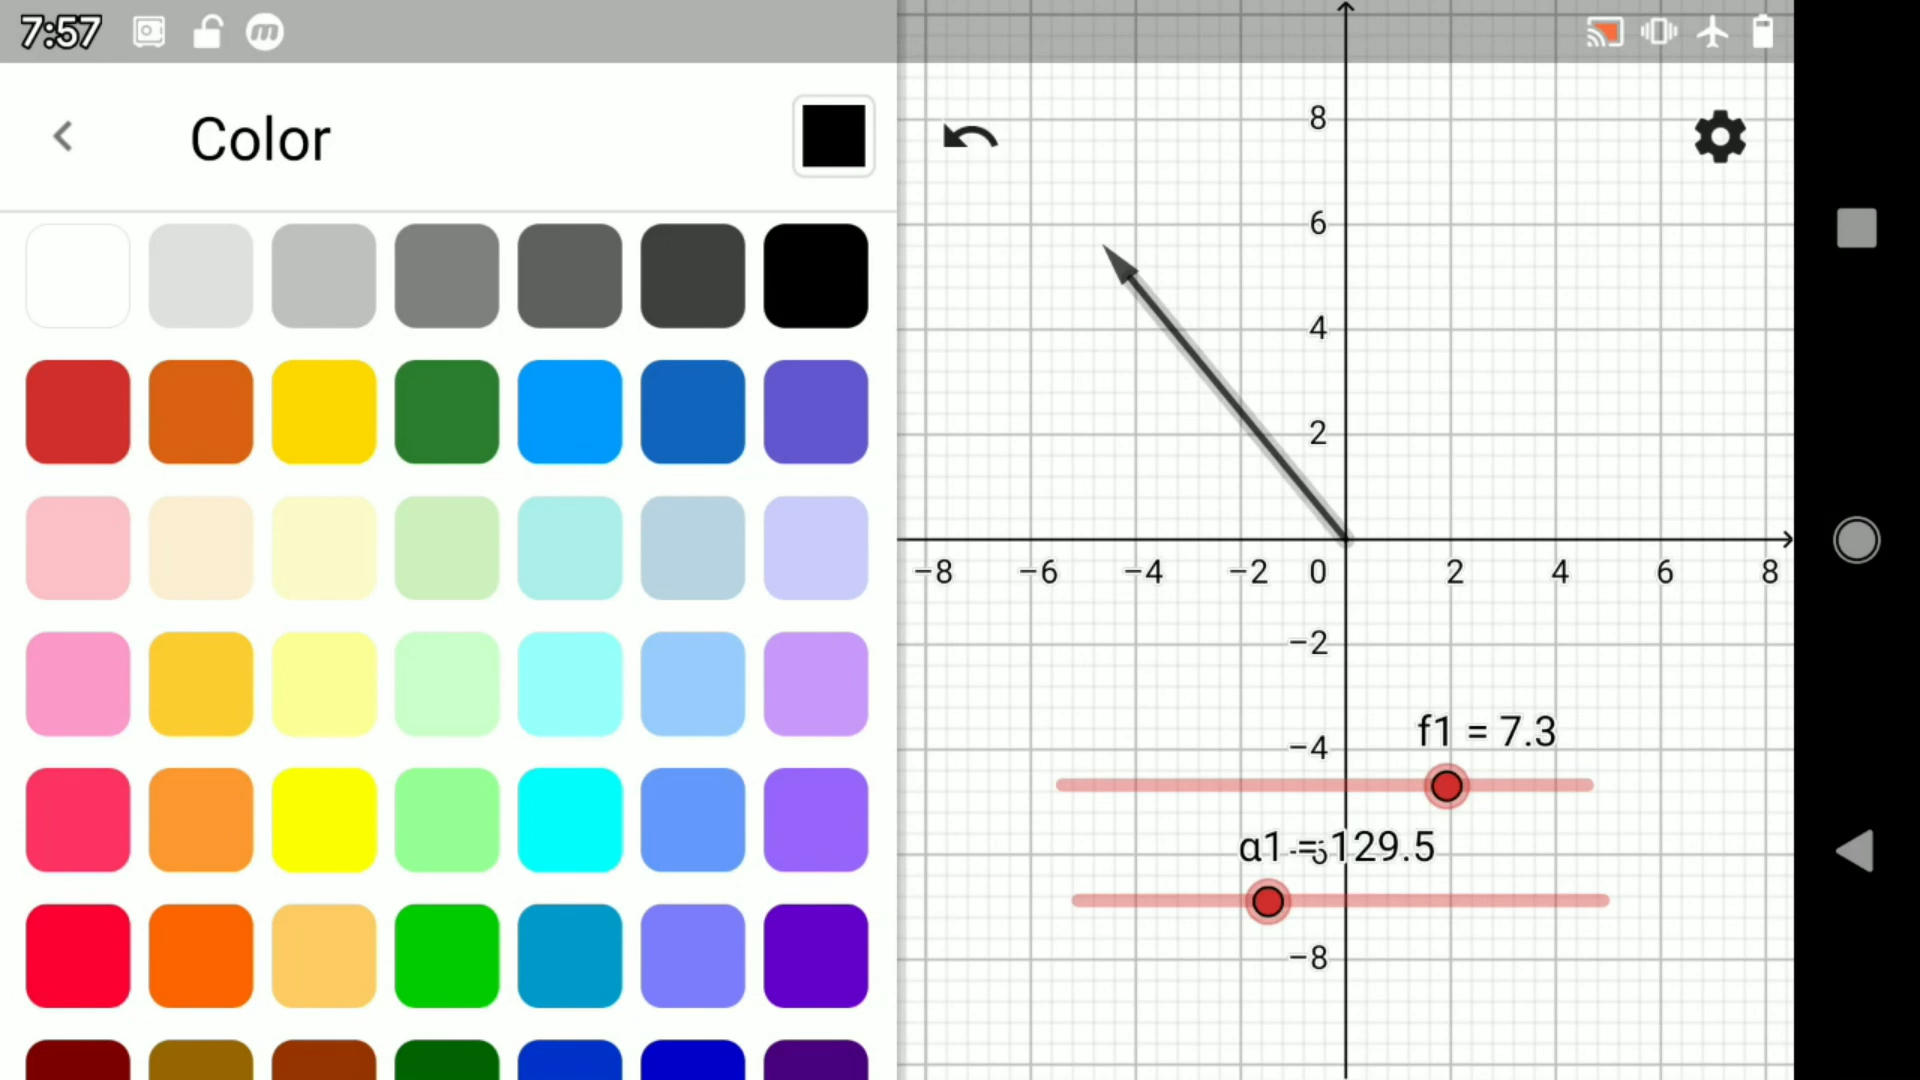 7:57
Color
8
6
4
2
−8 −6 −4 −2 0 2 4 6 8
−2
f1 = 7.3
−4
α1 = 129.5
−8